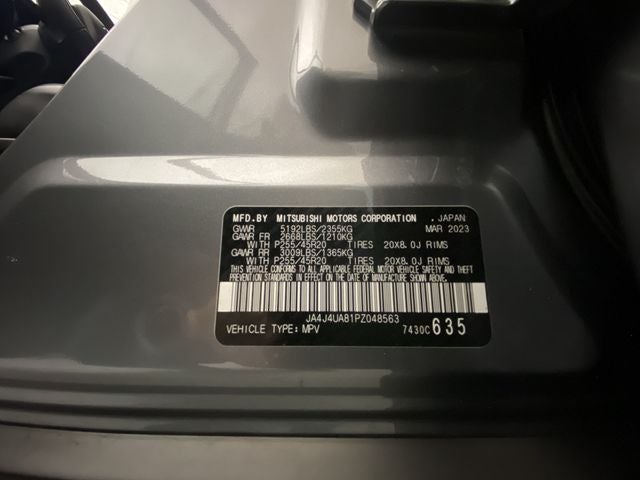 MFD.BY MITSUBISHI MOTORS CORPORATION . JAPAN
GVWR 5192LBS/2355KG MAR 2023
GAWR FR 2668LBS/1210KG
WITH P255/45R20 TIRES 20X8.0J RIMS
GAWR RR 3009LBS/1365KG
WITH P255/45R20 TIRES 20X8.0J RIMS
THIS VEHICLE CONFORMS TO ALL APPLICABLE FEDERAL MOTOR VEHICLE SAFETY AND THEFT
PREVENTION STANDARDS IN EFFECT ON THE DATE OF MANUFACTURE SHOWN ABOVE.
JA4J4UA81PZ048563
VEHICLE TYPE: MPV 7430C 635